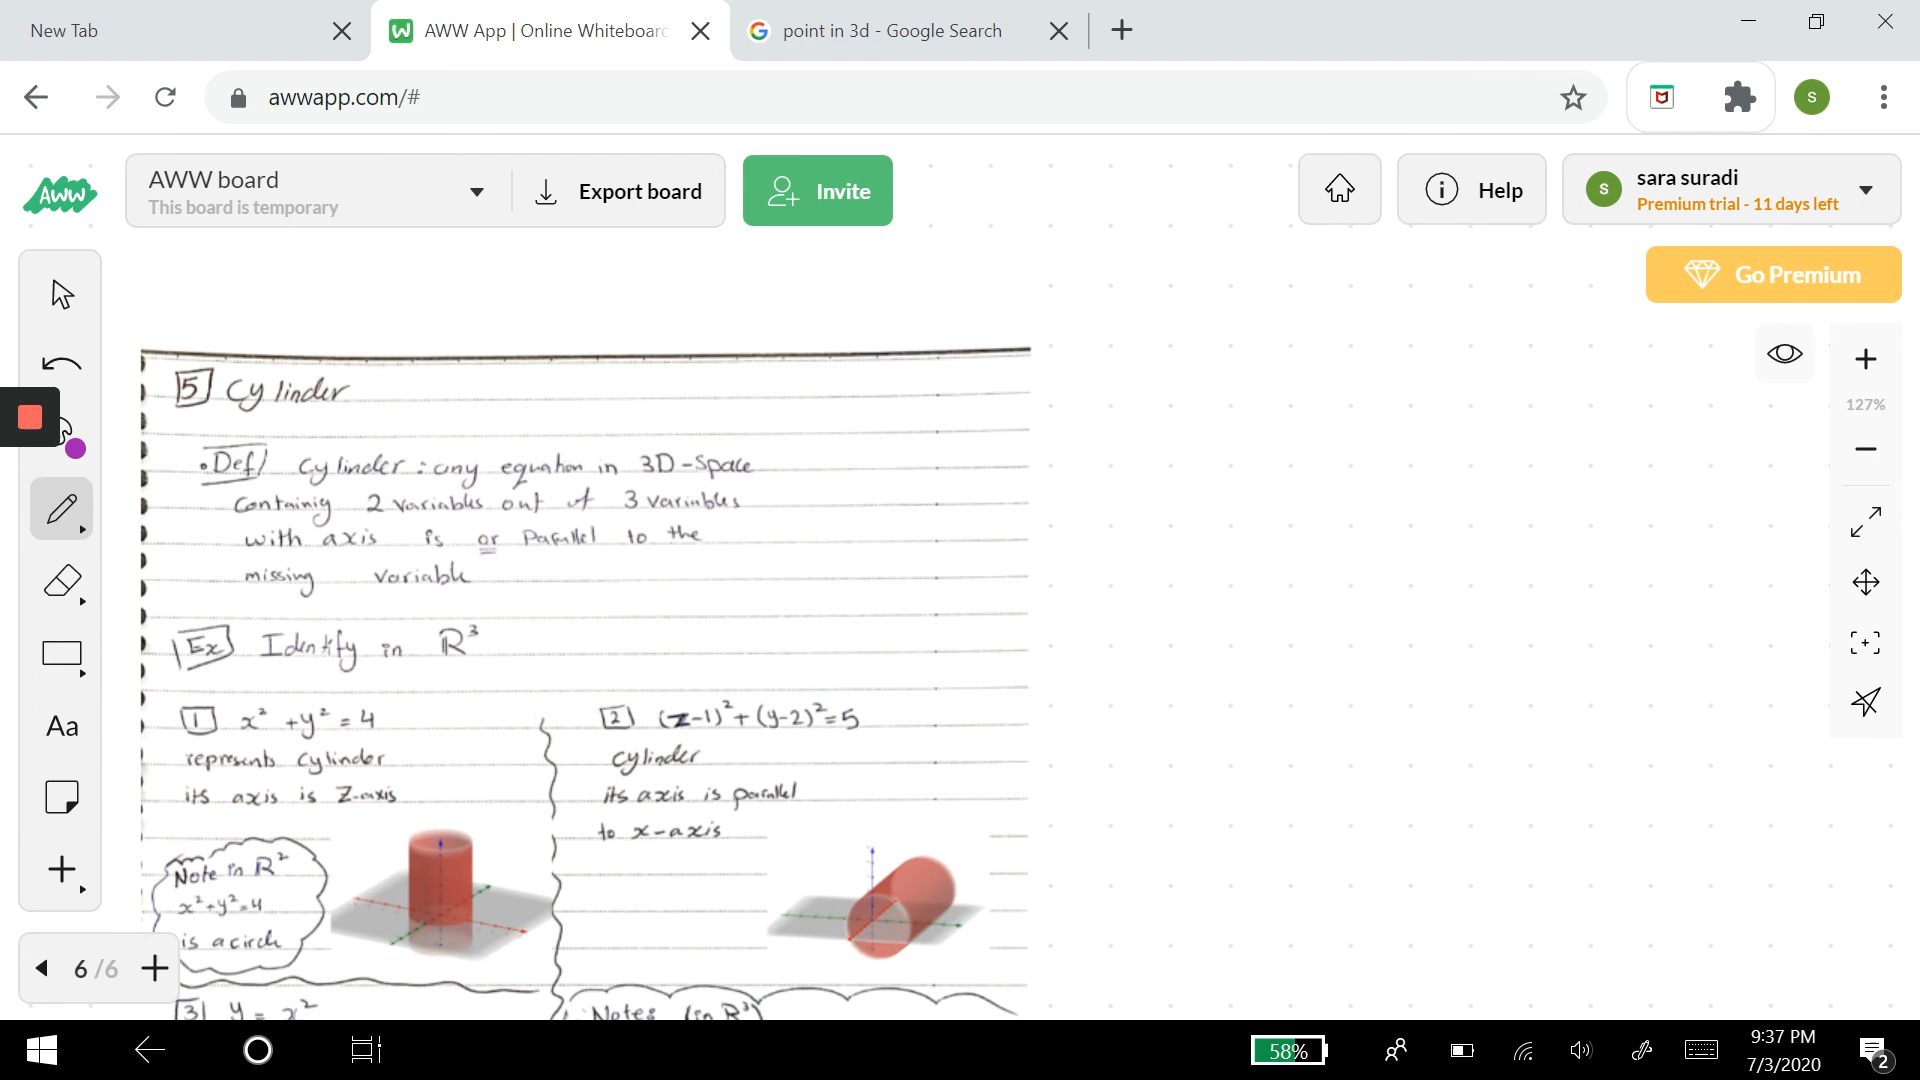 New Tab
AWW App | Online Whiteboard
point in 3d - Google Search
awwapp.com/#
S
AWW
AWW board
This board is temporary
Export board
Invite
Help
S
sara suradi
Premium trial - 11 days left
Go Premium
127%
Aa
6 /6
5 Cylinder
Def/ Cylinder : any equation in 3D-Space
Containig 2 variables out of 3 variables
with axis is or Parallel to the
missing variable
Ex Identify in R³
1 x² + y² = 4
represents cylinder
its axis is Z-axis
Note in R²
x²+y²=4
is a circle
2 (z-1)² + (y-2)² = 5
cylinder
its axis is parallel
to x-axis
3 y = x²
Notes (in R³)
58%
9:37 PM
7/3/2020
2